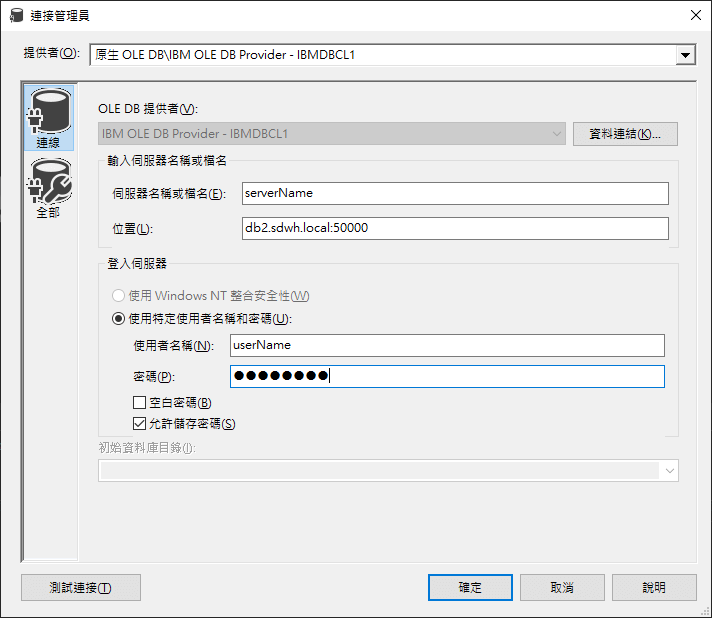 連接管理員
提供者(O):
原生 OLE DB\IBM OLE DB Provider - IBMDBCL1
連線
全部
OLE DB 提供者(V):
IBM OLE DB Provider - IBMDBCL1
資料連結(K)...
輸入伺服器名稱或檔名
伺服器名稱或檔名(E):
serverName
位置(L):
db2.sdwh.local:50000
登入伺服器
使用 Windows NT 整合安全性(W)
使用特定使用者名稱和密碼(U):
使用者名稱(N):
userName
密碼(P):
●●●●●●●●
空白密碼(B)
允許儲存密碼(S)
初始資料庫目錄(I):
測試連接(T)
確定
取消
說明